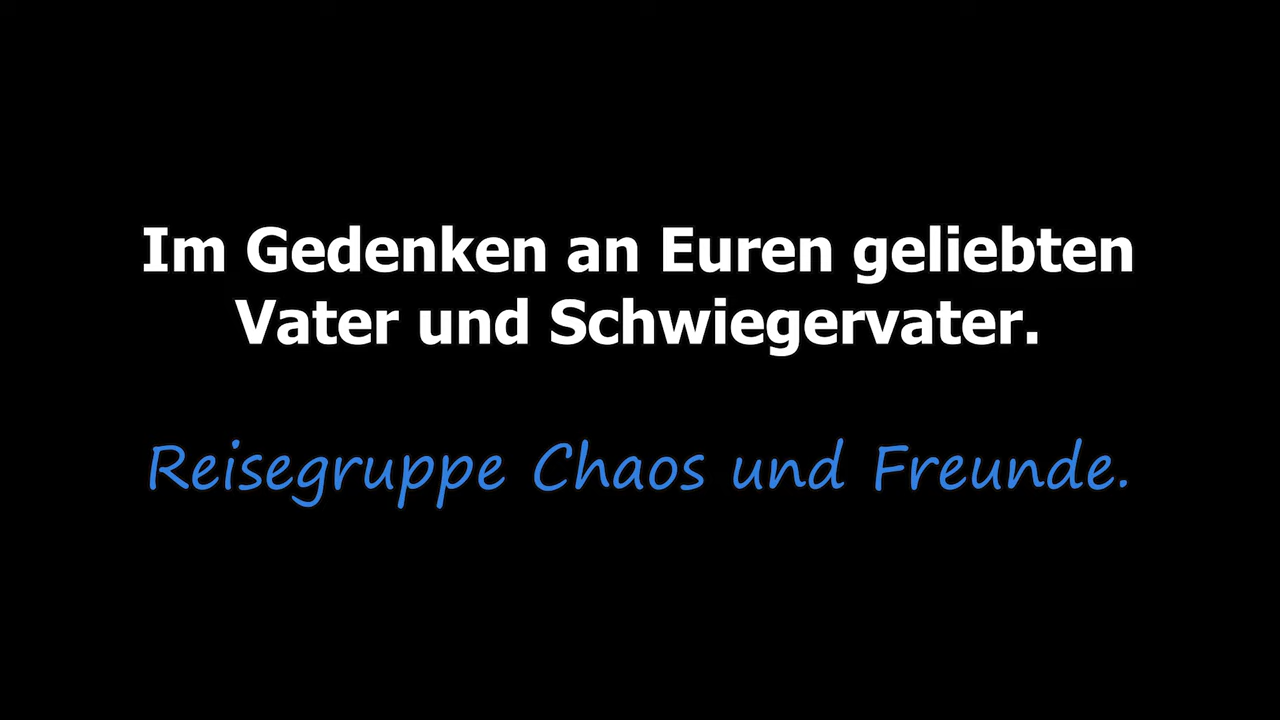 Im Gedenken an Euren geliebten
Vater und Schwiegervater.
Reisegruppe Chaos und Freunde.